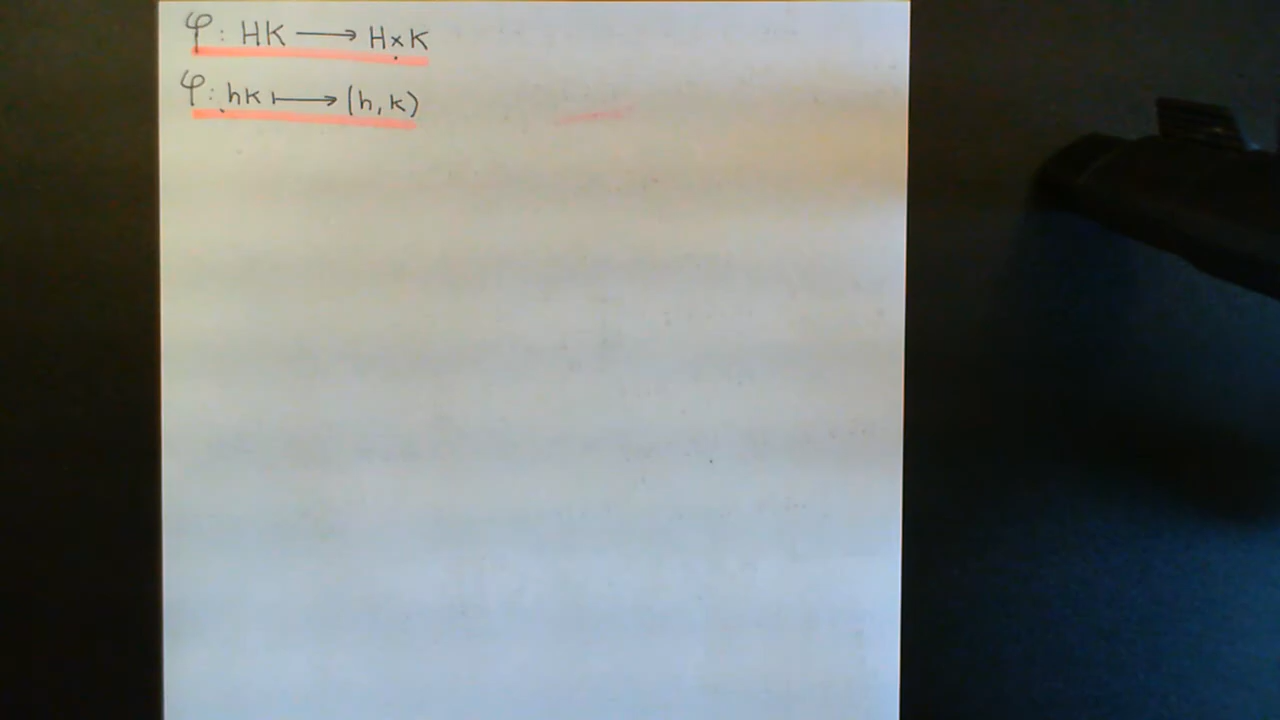 φ: HK ⟶ H×K
φ: hk ⟼ (h, k)